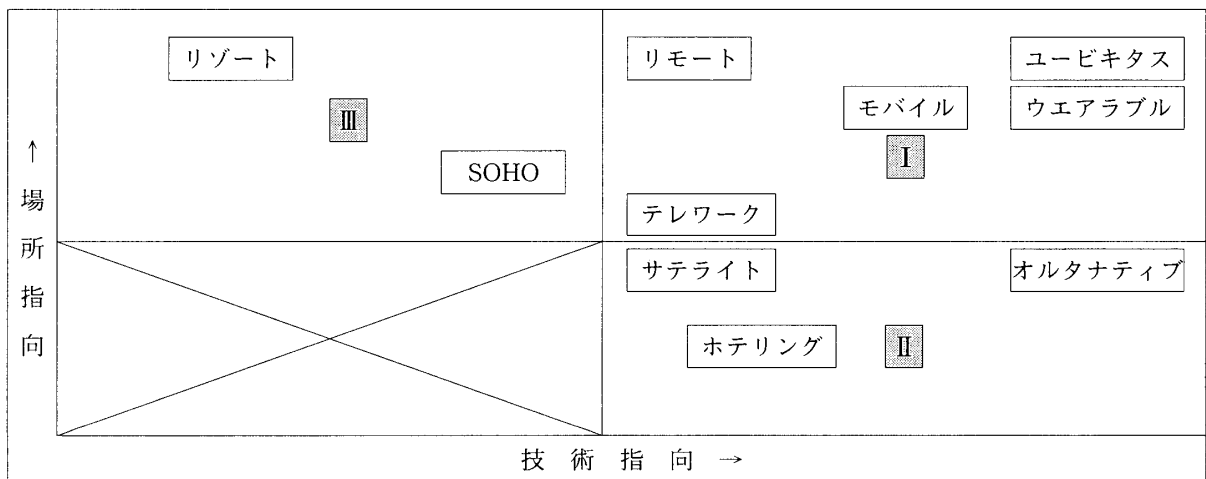 リゾート
リモート
ユービキタス
モバイル
ウエアラブル
Ⅲ
Ⅰ
SOHO
テレワーク
サテライト
オルタナティブ
ホテリング
Ⅱ
↑場所指向
技術指向→